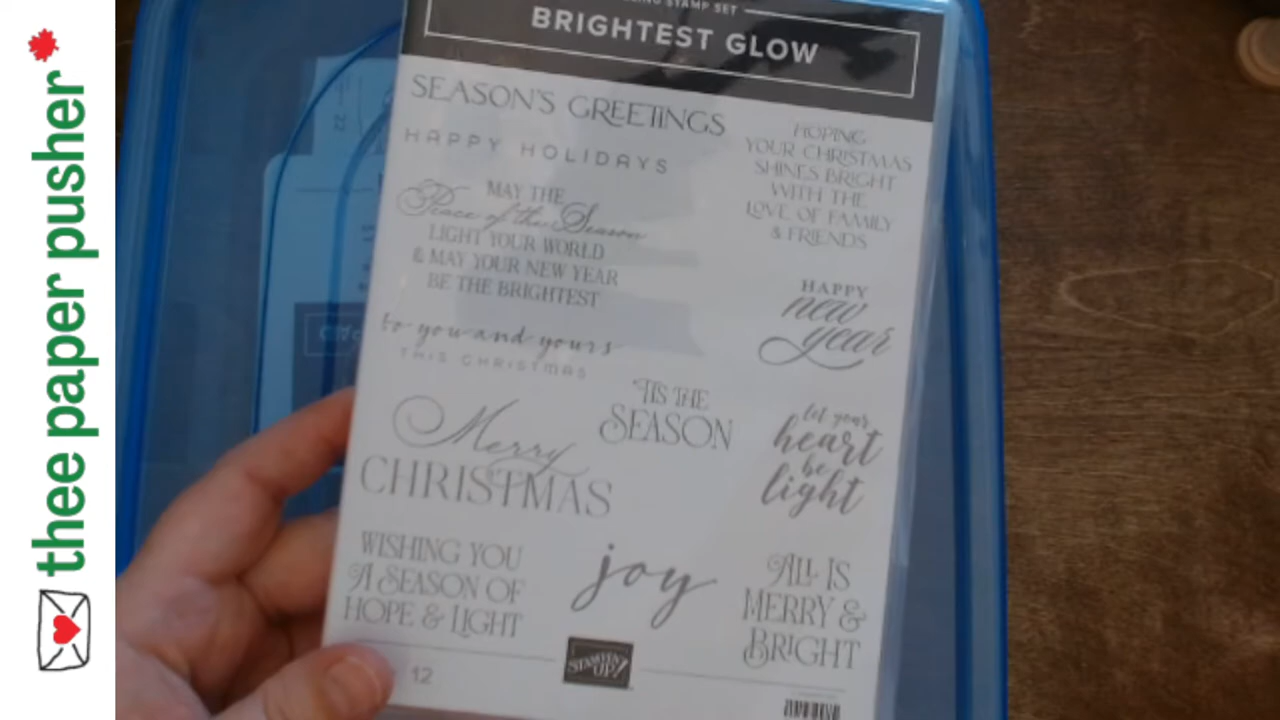 thee paper pusher
STAMP SET
BRIGHTEST GLOW
SEASON'S GREETINGS
HAPPY HOLIDAYS
MAY THE
Peace of the Season
LIGHT YOUR WORLD
& MAY YOUR NEW YEAR
BE THE BRIGHTEST
to you and yours
THIS CHRISTMAS
HOPING
YOUR CHRISTMAS
SHINES BRIGHT
WITH THE
LOVE OF FAMILY
& FRIENDS
HAPPY
new
year
'TIS THE
SEASON
Merry
CHRISTMAS
let your
heart
be
light
WISHING YOU
A SEASON OF
HOPE & LIGHT
joy
ALL IS
MERRY &
BRIGHT
12
STAMPIN'
UP!